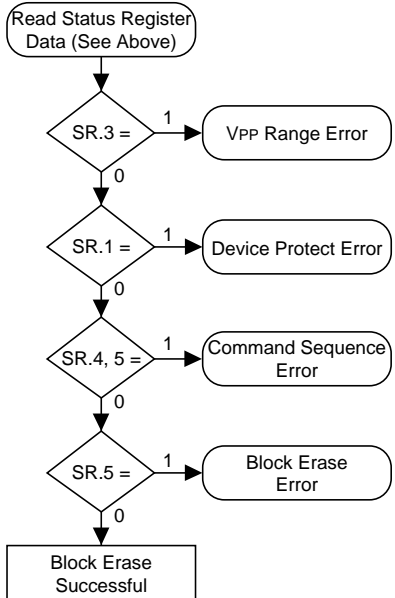 Read Status Register
Data (See Above)
SR.3 =
1
VPP Range Error
0
SR.1 =
1
Device Protect Error
0
SR.4, 5 =
1
Command Sequence
Error
0
SR.5 =
1
Block Erase
Error
0
Block Erase
Successful